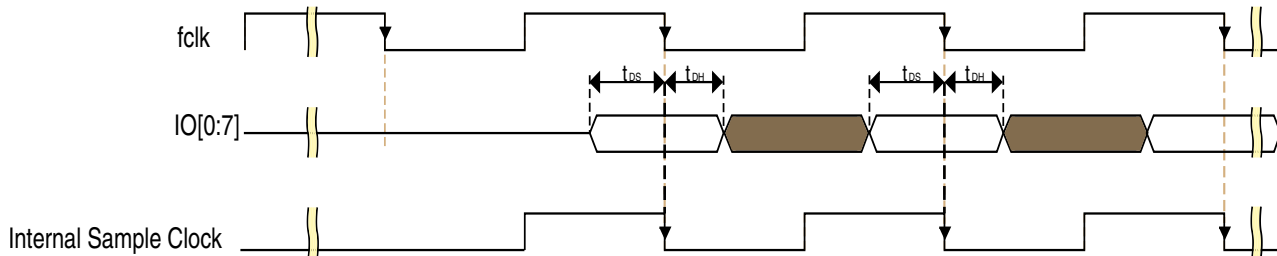 fclk
tDS tDH tDS tDH
IO[0:7]
Internal Sample Clock